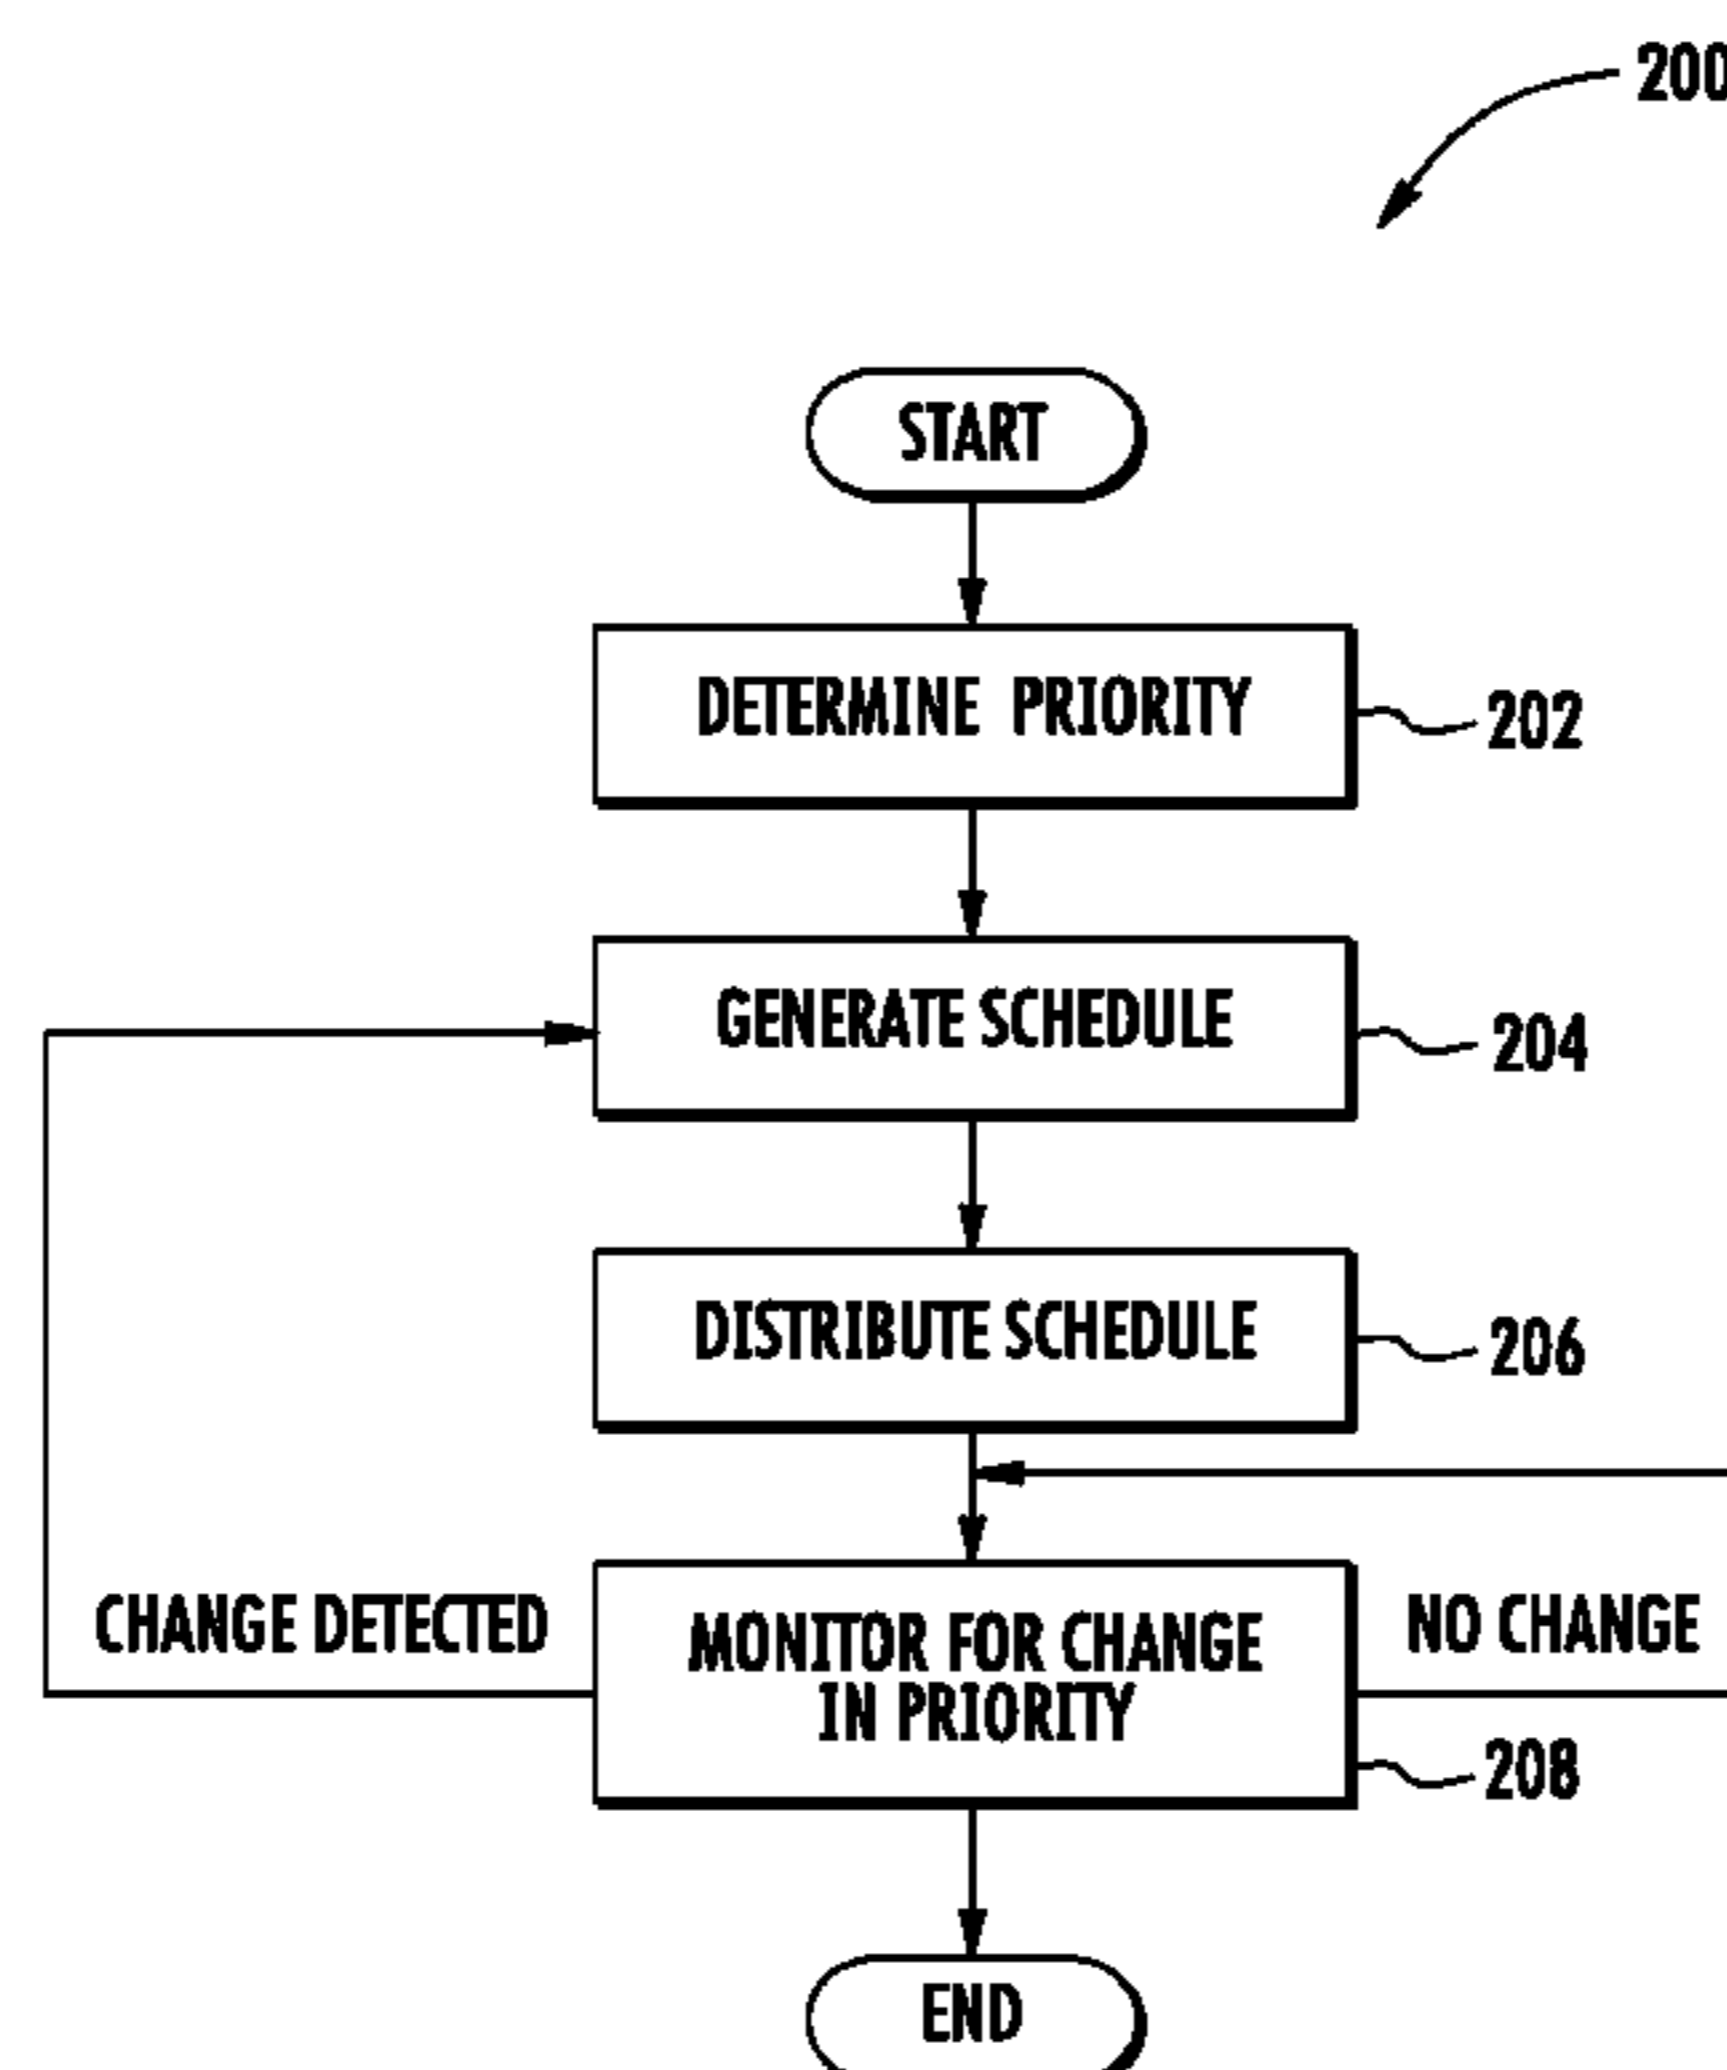 200
START
DETERMINE PRIORITY
202
GENERATE SCHEDULE
204
DISTRIBUTE SCHEDULE
206
CHANGE DETECTED
MONITOR FOR CHANGE
IN PRIORITY
NO CHANGE
208
END